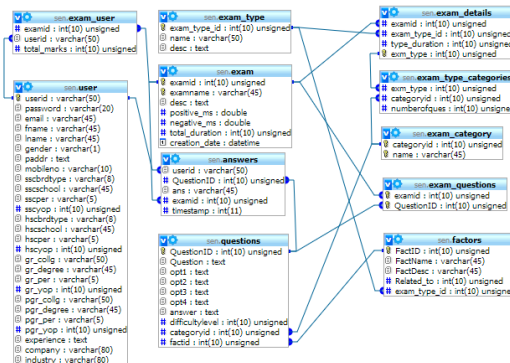 sen.exam_user
examid : int(10) unsigned
userid : varchar(50)
total_marks : int(10) unsigned
sen.user
userid : varchar(50)
password : varchar(20)
email : varchar(45)
fname : varchar(45)
lname : varchar(45)
gender : varchar(1)
paddr : text
mobileno : varchar(10)
sscbrdtype : varchar(8)
sscschool : varchar(45)
sscper : varchar(5)
sscyop : int(10) unsigned
hscbrdtype : varchar(8)
hscschool : varchar(45)
hscper : varchar(5)
hscyop : int(10) unsigned
gr_collg : varchar(50)
gr_degree : varchar(45)
gr_per : varchar(5)
gr_yop : int(10) unsigned
pgr_collg : varchar(50)
pgr_degree : varchar(45)
pgr_per : varchar(5)
pgr_yop : int(10) unsigned
experience : text
company : varchar(80)
industry : varchar(80)
sen.exam_type
exam_type_id : int(10) unsigned
name : varchar(50)
desc : text
sen.exam
examid : int(10) unsigned
examname : varchar(45)
desc : text
positive_ms : double
negative_ms : double
total_duration : int(10) unsigned
creation_date : datetime
sen.answers
userid : varchar(50)
QuestionID : int(10) unsigned
ans : varchar(45)
examid : int(10) unsigned
timestamp : int(11)
sen.questions
QuestionID : int(10) unsigned
Question : text
opt1 : text
opt2 : text
opt3 : text
opt4 : text
answer : text
difficultylevel : int(10) unsigned
categoryid : int(10) unsigned
factid : int(10) unsigned
sen.exam_details
examid : int(10) unsigned
exam_type_id : int(10) unsigned
type_duration : int(10) unsigned
exm_type : int(10) unsigned
sen.exam_type_categories
exm_type : int(10) unsigned
categoryid : int(10) unsigned
numberofques : int(10) unsigned
sen.exam_category
categoryid : int(10) unsigned
name : varchar(45)
sen.exam_questions
examid : int(10) unsigned
QuestionID : int(10) unsigned
sen.factors
FactID : int(10) unsigned
FactName : varchar(45)
FactDesc : varchar(45)
Related_to : int(10) unsigned
exam_type_id : int(10) unsigned